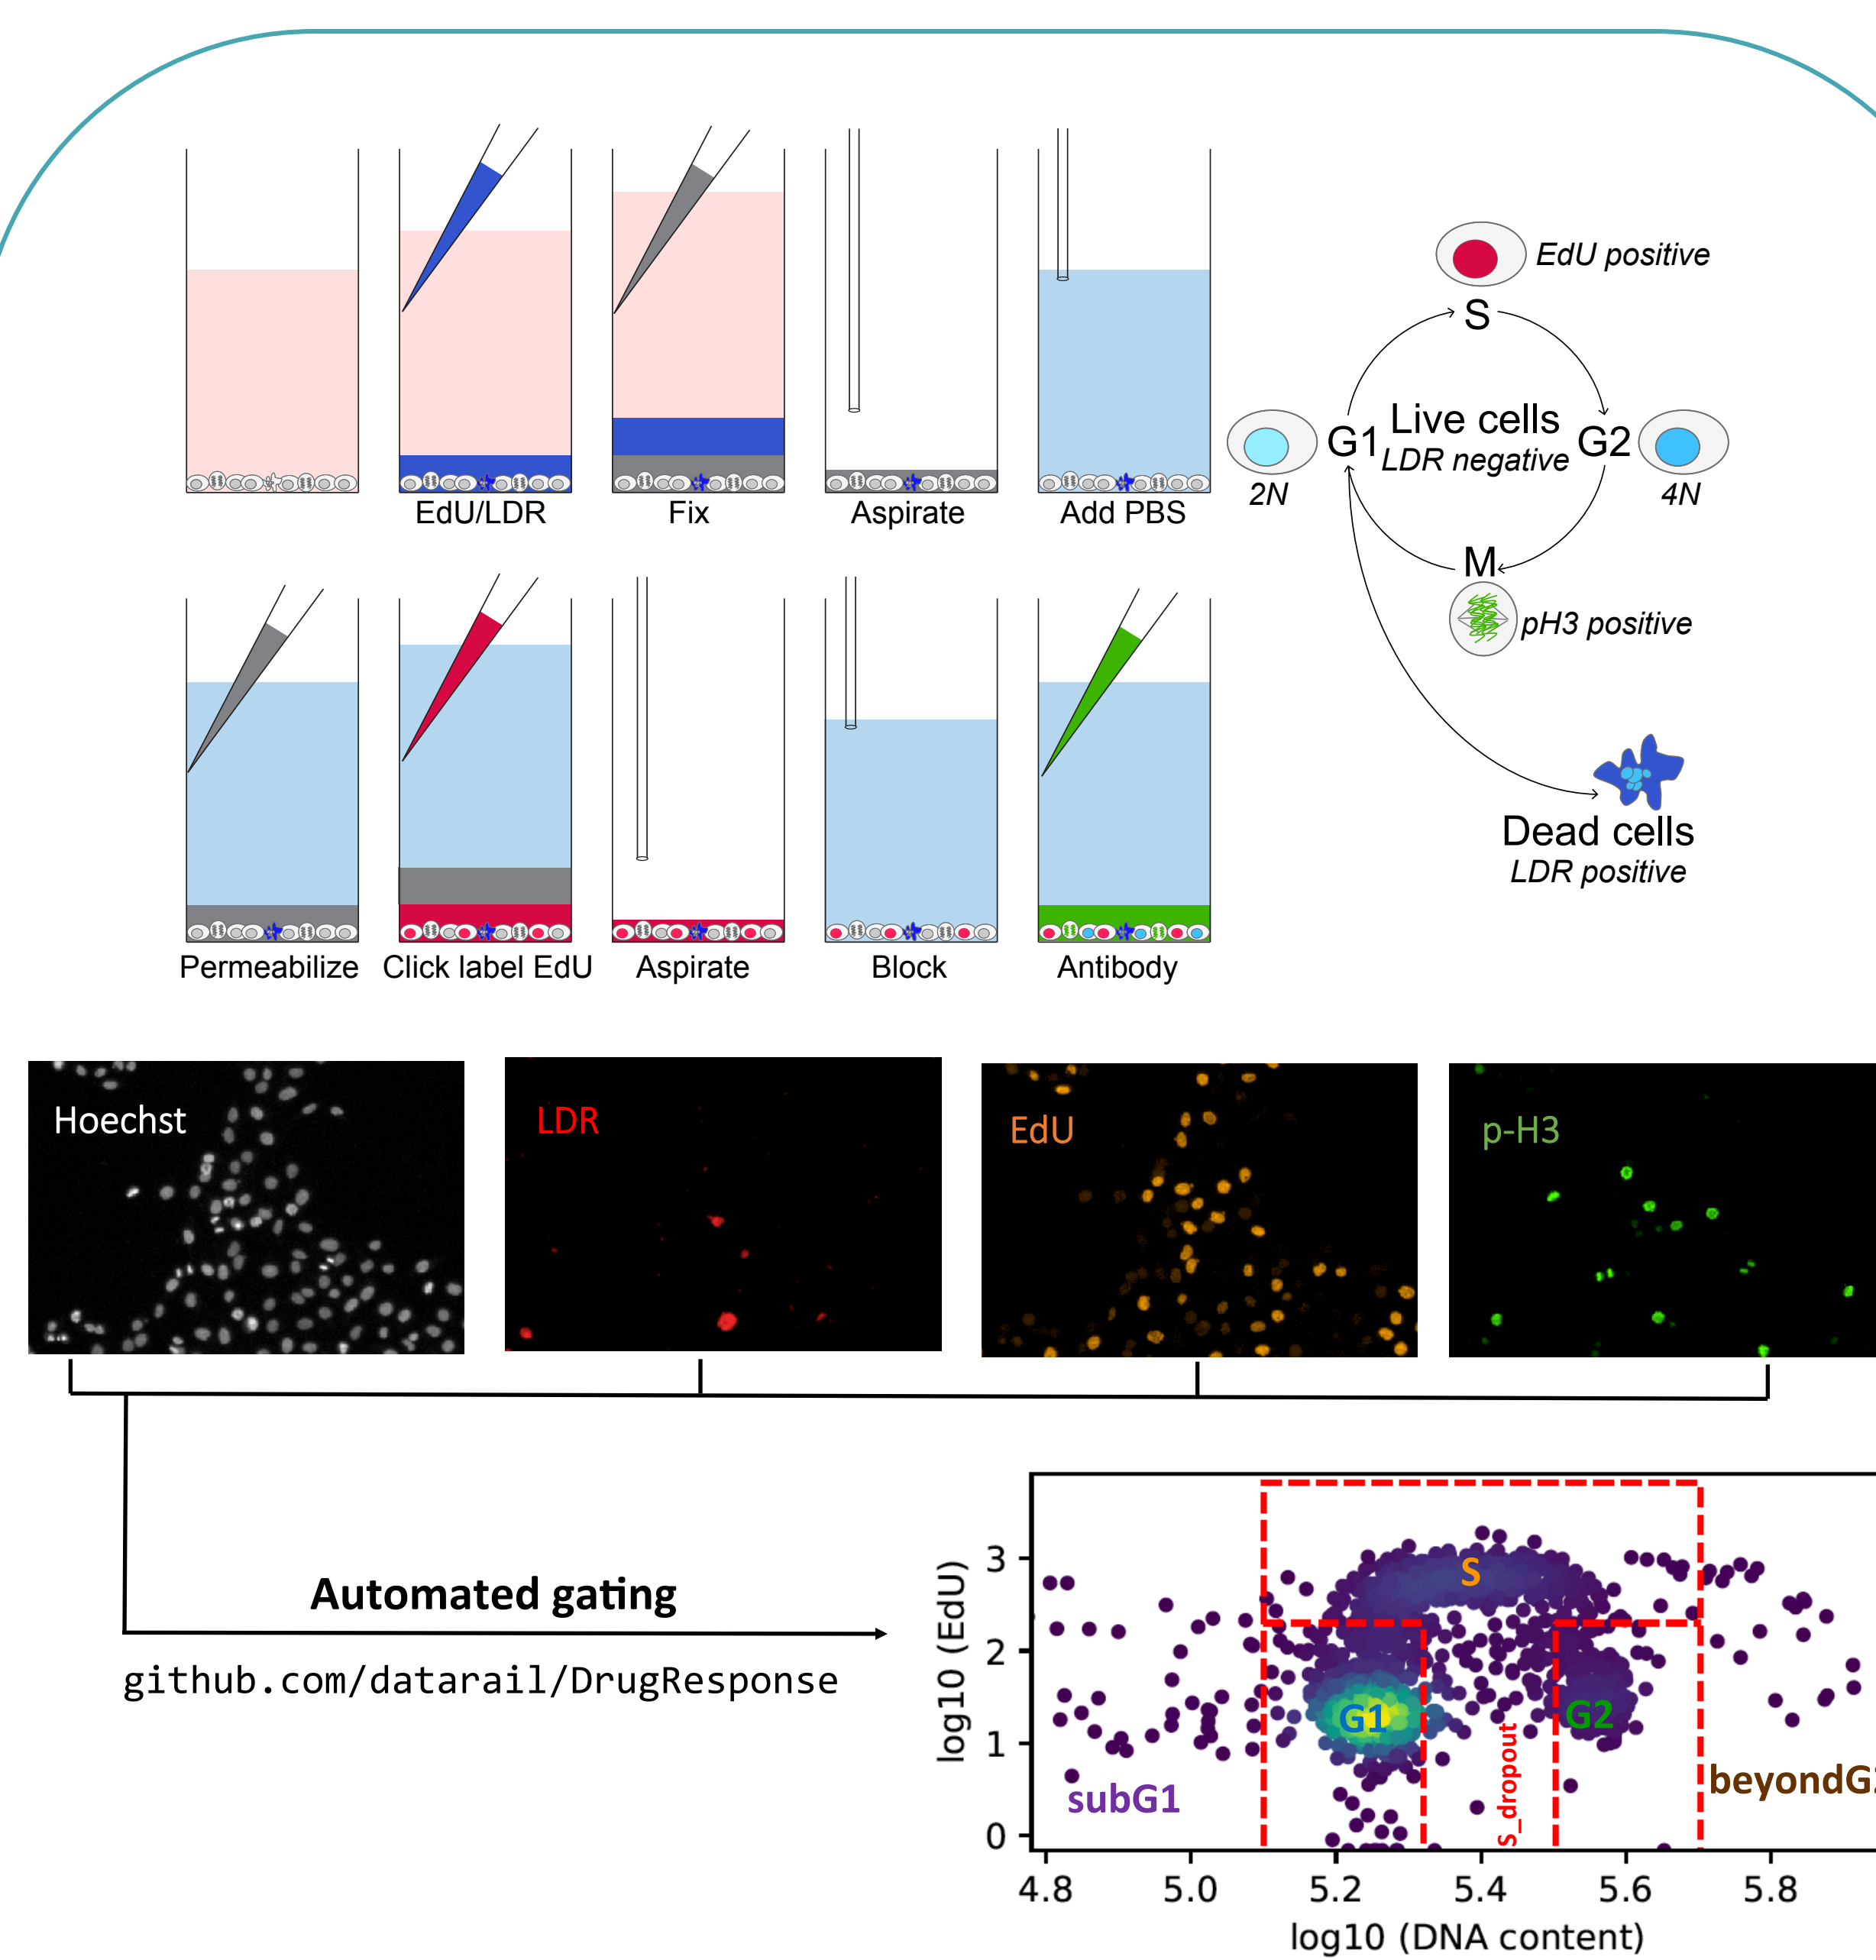 EdU/LDR
Fix
Aspirate
Add PBS
Permeabilize
Click label EdU
Aspirate
Block
Antibody
EdU positive
S
G1
Live cells
LDR negative
G2
2N
4N
M
pH3 positive
Dead cells
LDR positive
Hoechst
LDR
EdU
p-H3
Automated gating
github.com/datarail/DrugResponse
log10 (EdU)
3
2
1
0
S
G1
G2
S_dropout
subG1
4.8
5.0
5.2
5.4
5.6
5.8
log10 (DNA content)